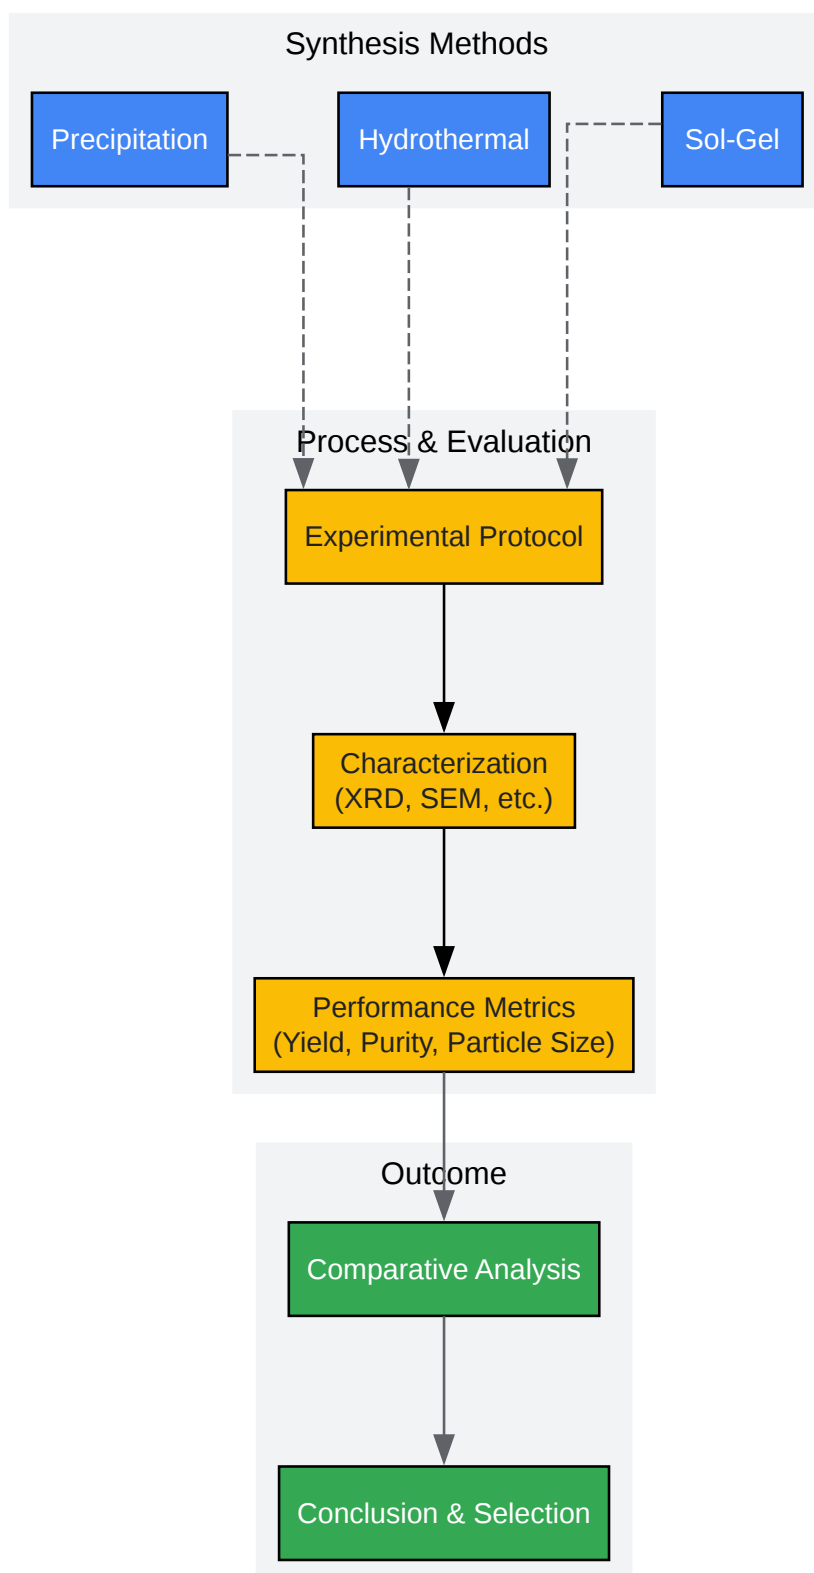 Synthesis Methods
Precipitation
Hydrothermal
Sol-Gel
Process & Evaluation
Experimental Protocol
Characterization
(XRD, SEM, etc.)
Performance Metrics
(Yield, Purity, Particle Size)
Outcome
Comparative Analysis
Conclusion & Selection